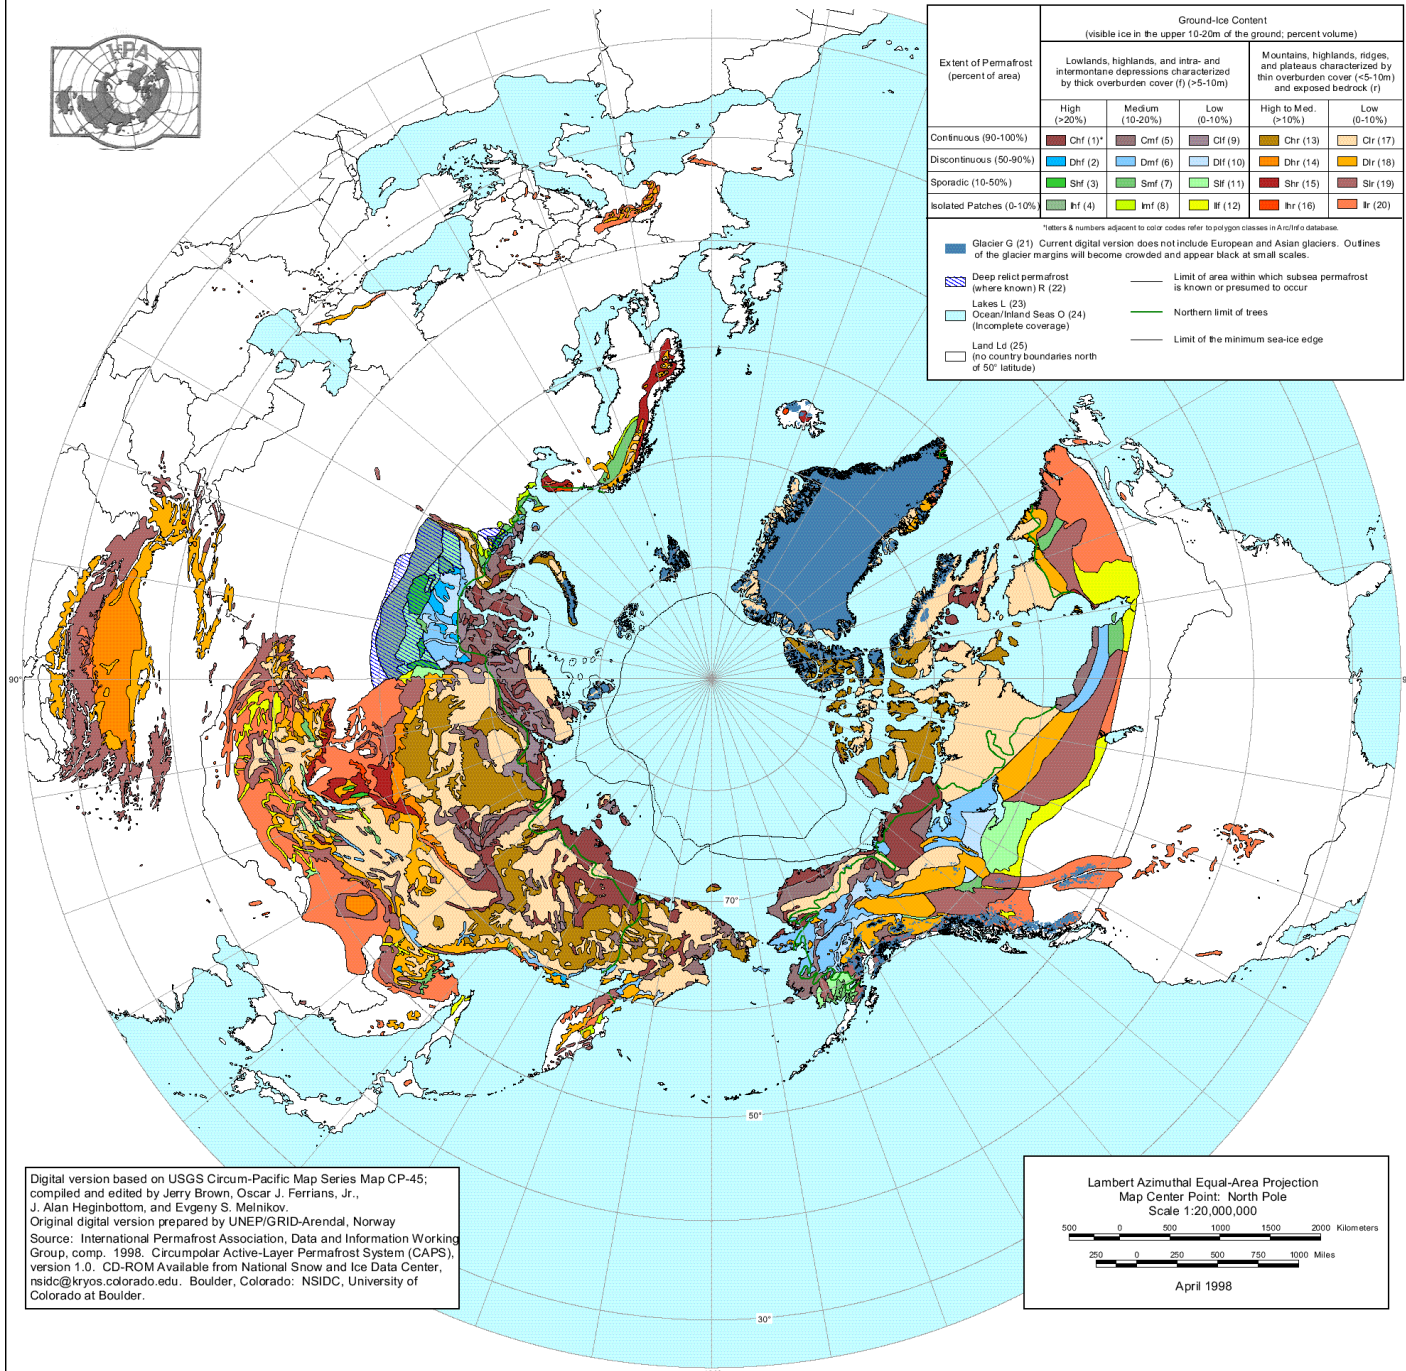 IPA
Extent of Permafrost
(percent of area)
Ground-Ice Content
(visible ice in the upper 10-20m of the ground; percent volume)
Lowlands, highlands, and intra- and
intermontane depressions characterized
by thick overburden cover (f) (>5-10m)
Mountains, highlands, ridges,
and plateaus characterized by
thin overburden cover (<5-10m)
and exposed bedrock (r)
High
(>20%)
Medium
(10-20%)
Low
(0-10%)
High to Med.
(>10%)
Low
(0-10%)
Continuous (90-100%) Chf (1)* Cmf (5) Clf (9) Chr (13) Clr (17)
Discontinuous (50-90%) Dhf (2) Dmf (6) Dlf (10) Dhr (14) Dlr (18)
Sporadic (10-50%) Shf (3) Smf (7) Slf (11) Shr (15) Slr (19)
Isolated Patches (0-10%) Ihf (4) Imf (8) Ilf (12) Ihr (16) Ilr (20)
*letters & numbers adjacent to color codes refer to polygon classes in Arc/Info database.
Glacier G (21) Current digital version does not include European and Asian glaciers. Outlines
of the glacier margins will become crowded and appear black at small scales.
Deep relict permafrost
(where known) R (22)
Lakes L (23)
Ocean/Inland Seas O (24)
(Incomplete coverage)
Land Ld (25)
(no country boundaries north
of 50° latitude)
Limit of area within which subsea permafrost
is known or presumed to occur
Northern limit of trees
Limit of the minimum sea-ice edge
90°
9
70°
50°
30°
Digital version based on USGS Circum-Pacific Map Series Map CP-45;
compiled and edited by Jerry Brown, Oscar J. Ferrians, Jr.,
J. Alan Heginbottom, and Evgeny S. Melnikov.
Original digital version prepared by UNEP/GRID-Arendal, Norway
Source: International Permafrost Association, Data and Information Working
Group, comp. 1998. Circumpolar Active-Layer Permafrost System (CAPS),
version 1.0. CD-ROM Available from National Snow and Ice Data Center,
nsidc@kryos.colorado.edu. Boulder, Colorado: NSIDC, University of
Colorado at Boulder.
Lambert Azimuthal Equal-Area Projection
Map Center Point: North Pole
Scale 1:20,000,000
500 0 500 1000 1500 2000 Kilometers
250 0 250 500 750 1000 Miles
April 1998